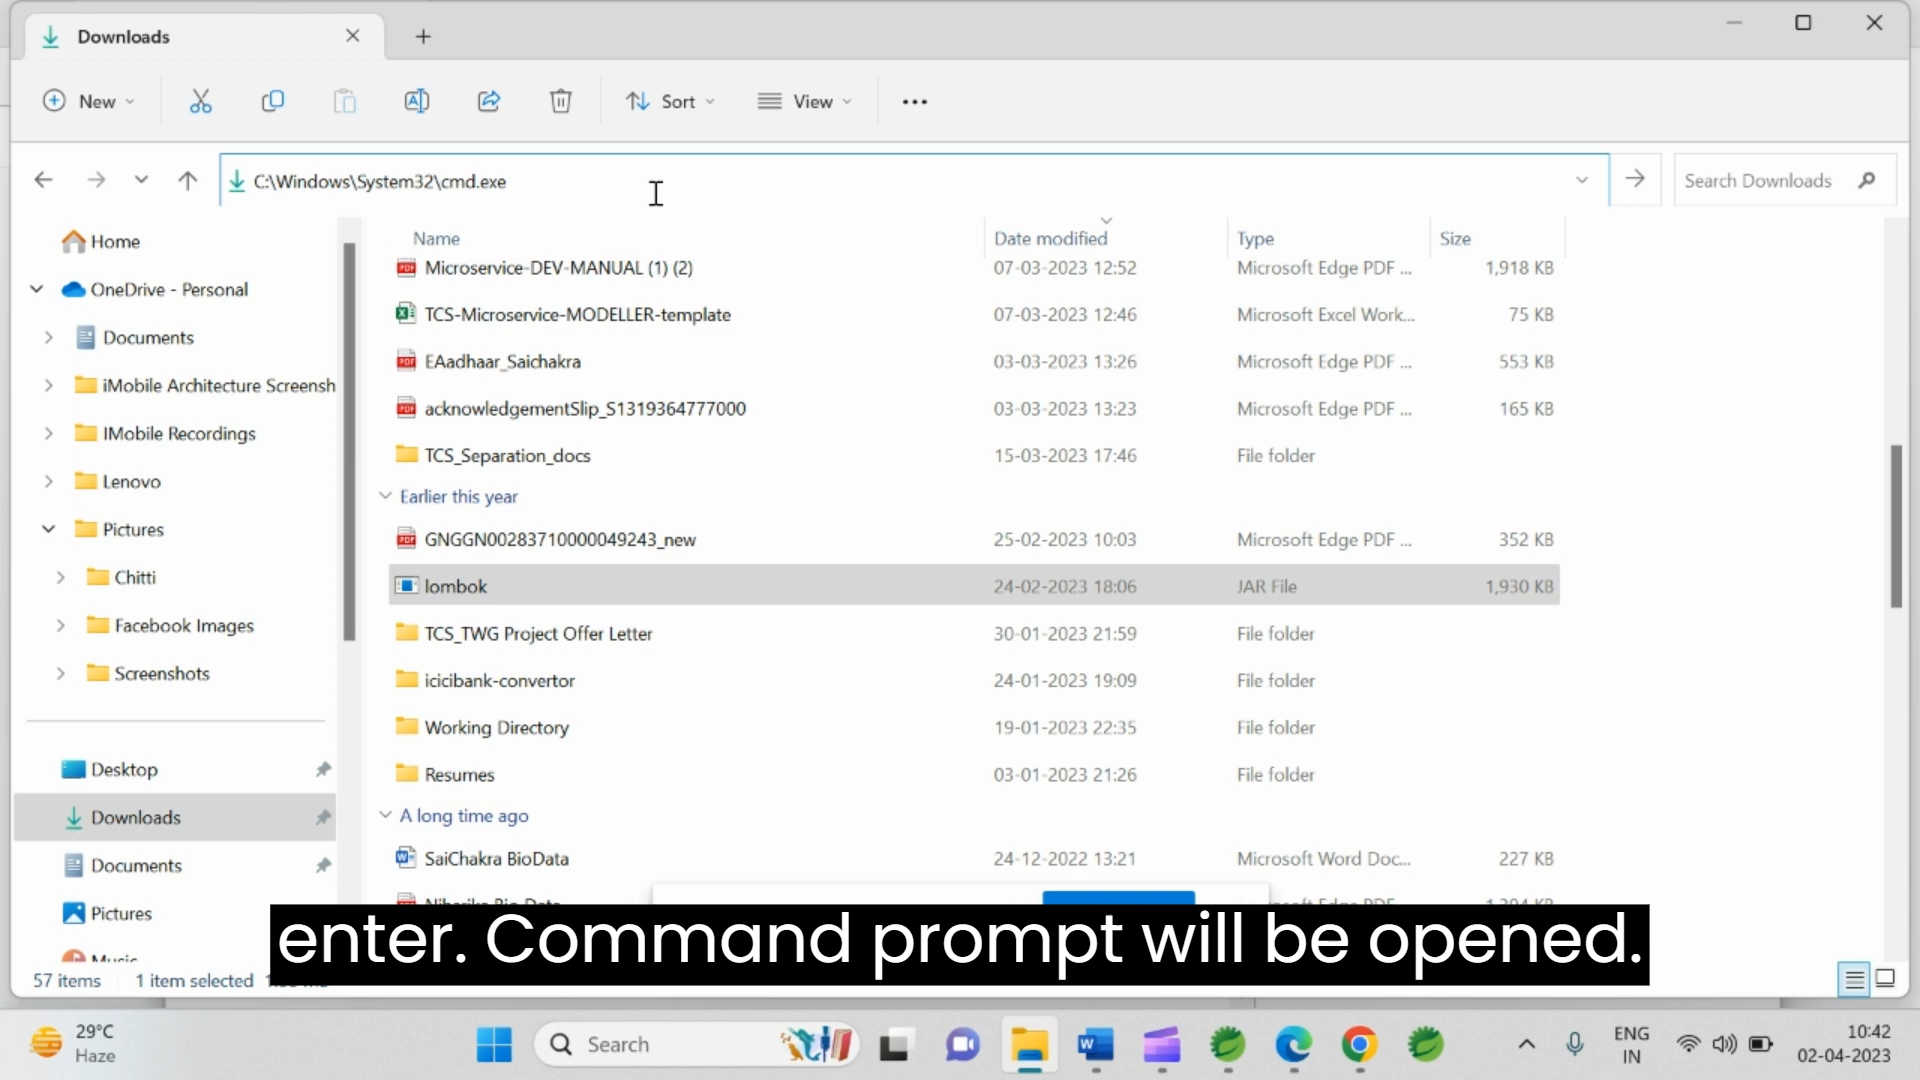 Downloads
New
Sort
View
C:\Windows\System32\cmd.exe
Search Downloads
Name Date modified Type Size
Home
OneDrive - Personal
Documents
iMobile Architecture Screensh
IMobile Recordings
Lenovo
Pictures
Chitti
Facebook Images
Screenshots
Desktop
Downloads
Documents
Pictures
Music
Microservice-DEV-MANUAL (1) (2) 07-03-2023 12:52 Microsoft Edge PDF ... 1,918 KB
TCS-Microservice-MODELLER-template 07-03-2023 12:46 Microsoft Excel Work... 75 KB
EAadhaar_Saichakra 03-03-2023 13:26 Microsoft Edge PDF ... 553 KB
acknowledgementSlip_S1319364777000 03-03-2023 13:23 Microsoft Edge PDF ... 165 KB
TCS_Separation_docs 15-03-2023 17:46 File folder
Earlier this year
GNGGN00283710000049243_new 25-02-2023 10:03 Microsoft Edge PDF ... 352 KB
lombok 24-02-2023 18:06 JAR File 1,930 KB
TCS_TWG Project Offer Letter 30-01-2023 21:59 File folder
icicibank-convertor 24-01-2023 19:09 File folder
Working Directory 19-01-2023 22:35 File folder
Resumes 03-01-2023 21:26 File folder
A long time ago
SaiChakra BioData 24-12-2022 13:21 Microsoft Word Doc... 227 KB
enter. Command prompt will be opened.
57 items 1 item selected
29°C
Haze
Search
ENG
IN
10:42
02-04-2023